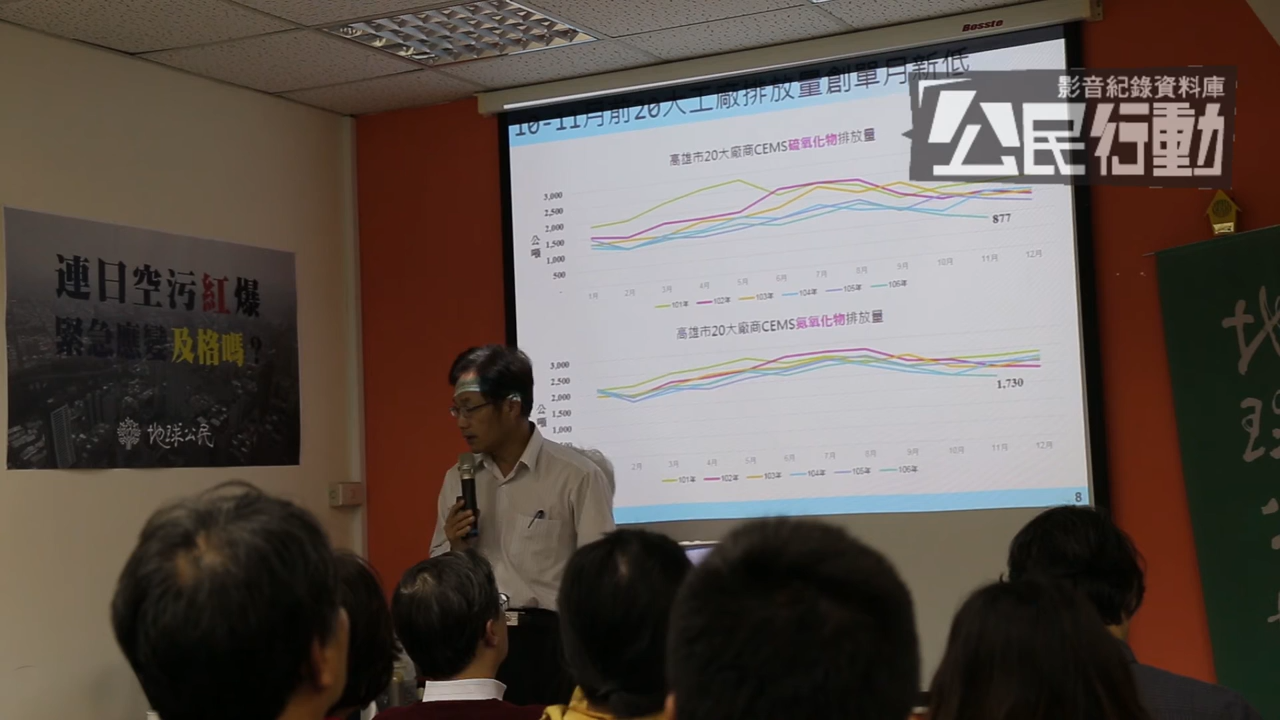 Bossto
10-11月前20大工廠排放量創單月新低
影音紀錄資料庫
公民行動
高雄市20大廠商CEMS硫氧化物排放量
3,000
2,500
2,000
1,500
1,000
500
-
公噸
877
1月 2月 3月 4月 5月 6月 7月 8月 9月 10月 11月 12月
101年 102年 103年 104年 105年 106年
高雄市20大廠商CEMS氮氧化物排放量
3,000
2,500
2,000
1,500
1,000
公噸
1,730
2月 3月 4月 5月 6月 7月 8月 9月 10月 11月 12月
101年 102年 103年 104年 105年 106年
8
連日空污紅爆
緊急應變及格嗎?
地球公民
地球公